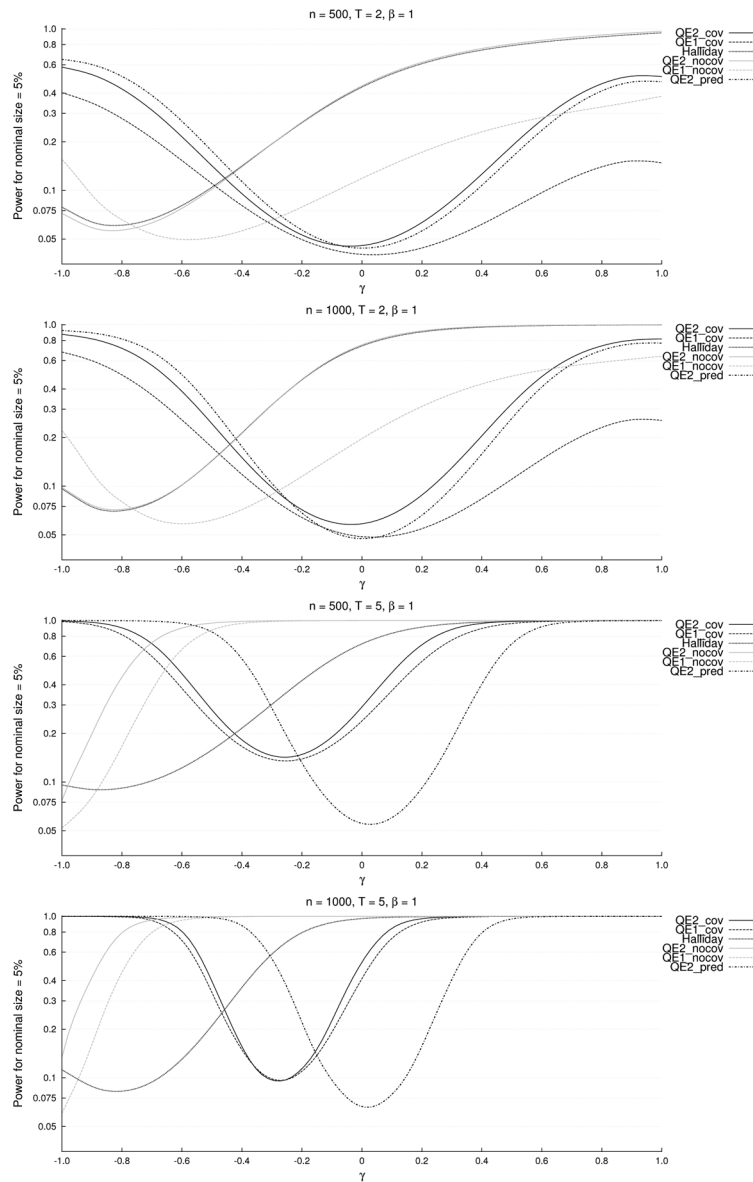 n = 500, T = 2, β = 1
Power for nominal size = 5%
1.0
0.8
0.6
0.4
0.3
0.2
0.1
0.075
0.05
-1.0 -0.8 -0.6 -0.4 -0.2 0 0.2 0.4 0.6 0.8 1.0
γ
QE2_cov
QE1_cov
Halliday
QE2_nocov
QE1_nocov
QE2_pred
n = 1000, T = 2, β = 1
Power for nominal size = 5%
1.0
0.8
0.6
0.4
0.3
0.2
0.1
0.075
0.05
-1.0 -0.8 -0.6 -0.4 -0.2 0 0.2 0.4 0.6 0.8 1.0
γ
QE2_cov
QE1_cov
Halliday
QE2_nocov
QE1_nocov
QE2_pred
n = 500, T = 5, β = 1
Power for nominal size = 5%
1.0
0.8
0.6
0.4
0.3
0.2
0.1
0.075
0.05
-1.0 -0.8 -0.6 -0.4 -0.2 0 0.2 0.4 0.6 0.8 1.0
γ
QE2_cov
QE1_cov
Halliday
QE2_nocov
QE1_nocov
QE2_pred
n = 1000, T = 5, β = 1
Power for nominal size = 5%
1.0
0.8
0.6
0.4
0.3
0.2
0.1
0.075
0.05
-1.0 -0.8 -0.6 -0.4 -0.2 0 0.2 0.4 0.6 0.8 1.0
γ
QE2_cov
QE1_cov
Halliday
QE2_nocov
QE1_nocov
QE2_pred